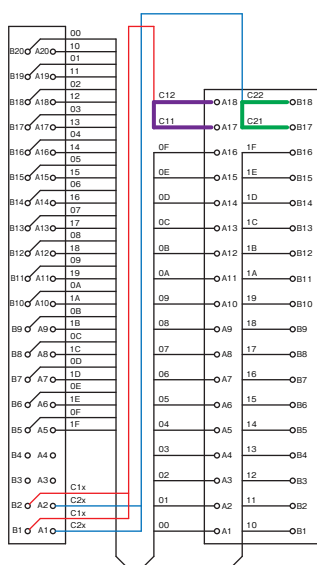 00
B20 A20 10
01
B19 A19 11
02
B18 A18 12
03
B17 A17 13
04
B16 A16 14
05
B15 A15 15
06
B14 A14 16
07
B13 A13 17
08
B12 A12 18
09
B11 A11 19
0A
B10 A10 1A
0B
B9 A9 1B
0C
B8 A8 1C
0D
B7 A7 1D
0E
B6 A6 1E
0F
B5 A5 1F
B4 A4
B3 A3
C1x
B2 A2 C2x
C1x
B1 A1 C2x
C12 A18 C22 B18
C11 A17 C21 B17
0F A16 1F B16
0E A15 1E B15
0D A14 1D B14
0C A13 1C B13
0B A12 1B B12
0A A11 1A B11
09 A10 19 B10
08 A9 18 B9
07 A8 17 B8
06 A7 16 B7
05 A6 15 B6
04 A5 14 B5
03 A4 13 B4
02 A3 12 B3
01 A2 11 B2
00 A1 10 B1